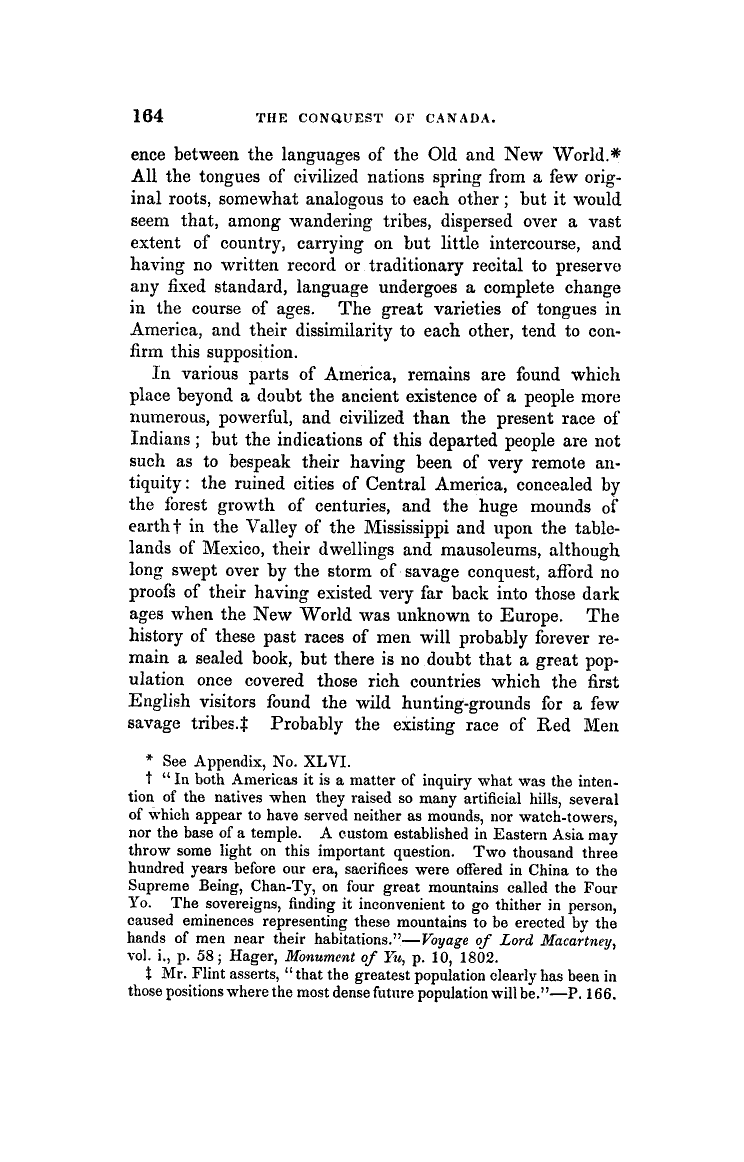 164 THE CONQUEST OF CANADA.
ence between the languages of the Old and New World.*
All the tongues of civilized nations spring from a few orig-
inal roots, somewhat analogous to each other ; but it would
seem that, among wandering tribes, dispersed over a vast
extent of country, carrying on but little intercourse, and
having no written record or traditionary recital to preserve
any fixed standard, language undergoes a complete change
in the course of ages. The great varieties of tongues in
America, and their dissimilarity to each other, tend to con-
firm this supposition.
In various parts of America, remains are found which
place beyond a doubt the ancient existence of a people more
numerous, powerful, and civilized than the present race of
Indians ; but the indications of this departed people are not
such as to bespeak their having been of very remote an-
tiquity : the ruined cities of Central America, concealed by
the forest growth of centuries, and the huge mounds of
earth† in the Valley of the Mississippi and upon the table-
lands of Mexico, their dwellings and mausoleums, although
long swept over by the storm of savage conquest, afford no
proofs of their having existed very far back into those dark
ages when the New World was unknown to Europe. The
history of these past races of men will probably forever re-
main a sealed book, but there is no doubt that a great pop-
ulation once covered those rich countries which the first
English visitors found the wild hunting-grounds for a few
savage tribes.‡ Probably the existing race of Red Men
* See Appendix, No. XLVI.
† “In both Americas it is a matter of inquiry what was the inten-
tion of the natives when they raised so many artificial hills, several
of which appear to have served neither as mounds, nor watch-towers,
nor the base of a temple. A custom established in Eastern Asia may
throw some light on this important question. Two thousand three
hundred years before our era, sacrifices were offered in China to the
Supreme Being, Chan-Ty, on four great mountains called the Four
Yo. The sovereigns, finding it inconvenient to go thither in person,
caused eminences representing these mountains to be erected by the
hands of men near their habitations.”—Voyage of Lord Macartney,
vol. i., p. 58 ; Hager, Monument of Yu, p. 10, 1802.
‡ Mr. Flint asserts, “that the greatest population clearly has been in
those positions where the most dense future population will be.”—P. 166.